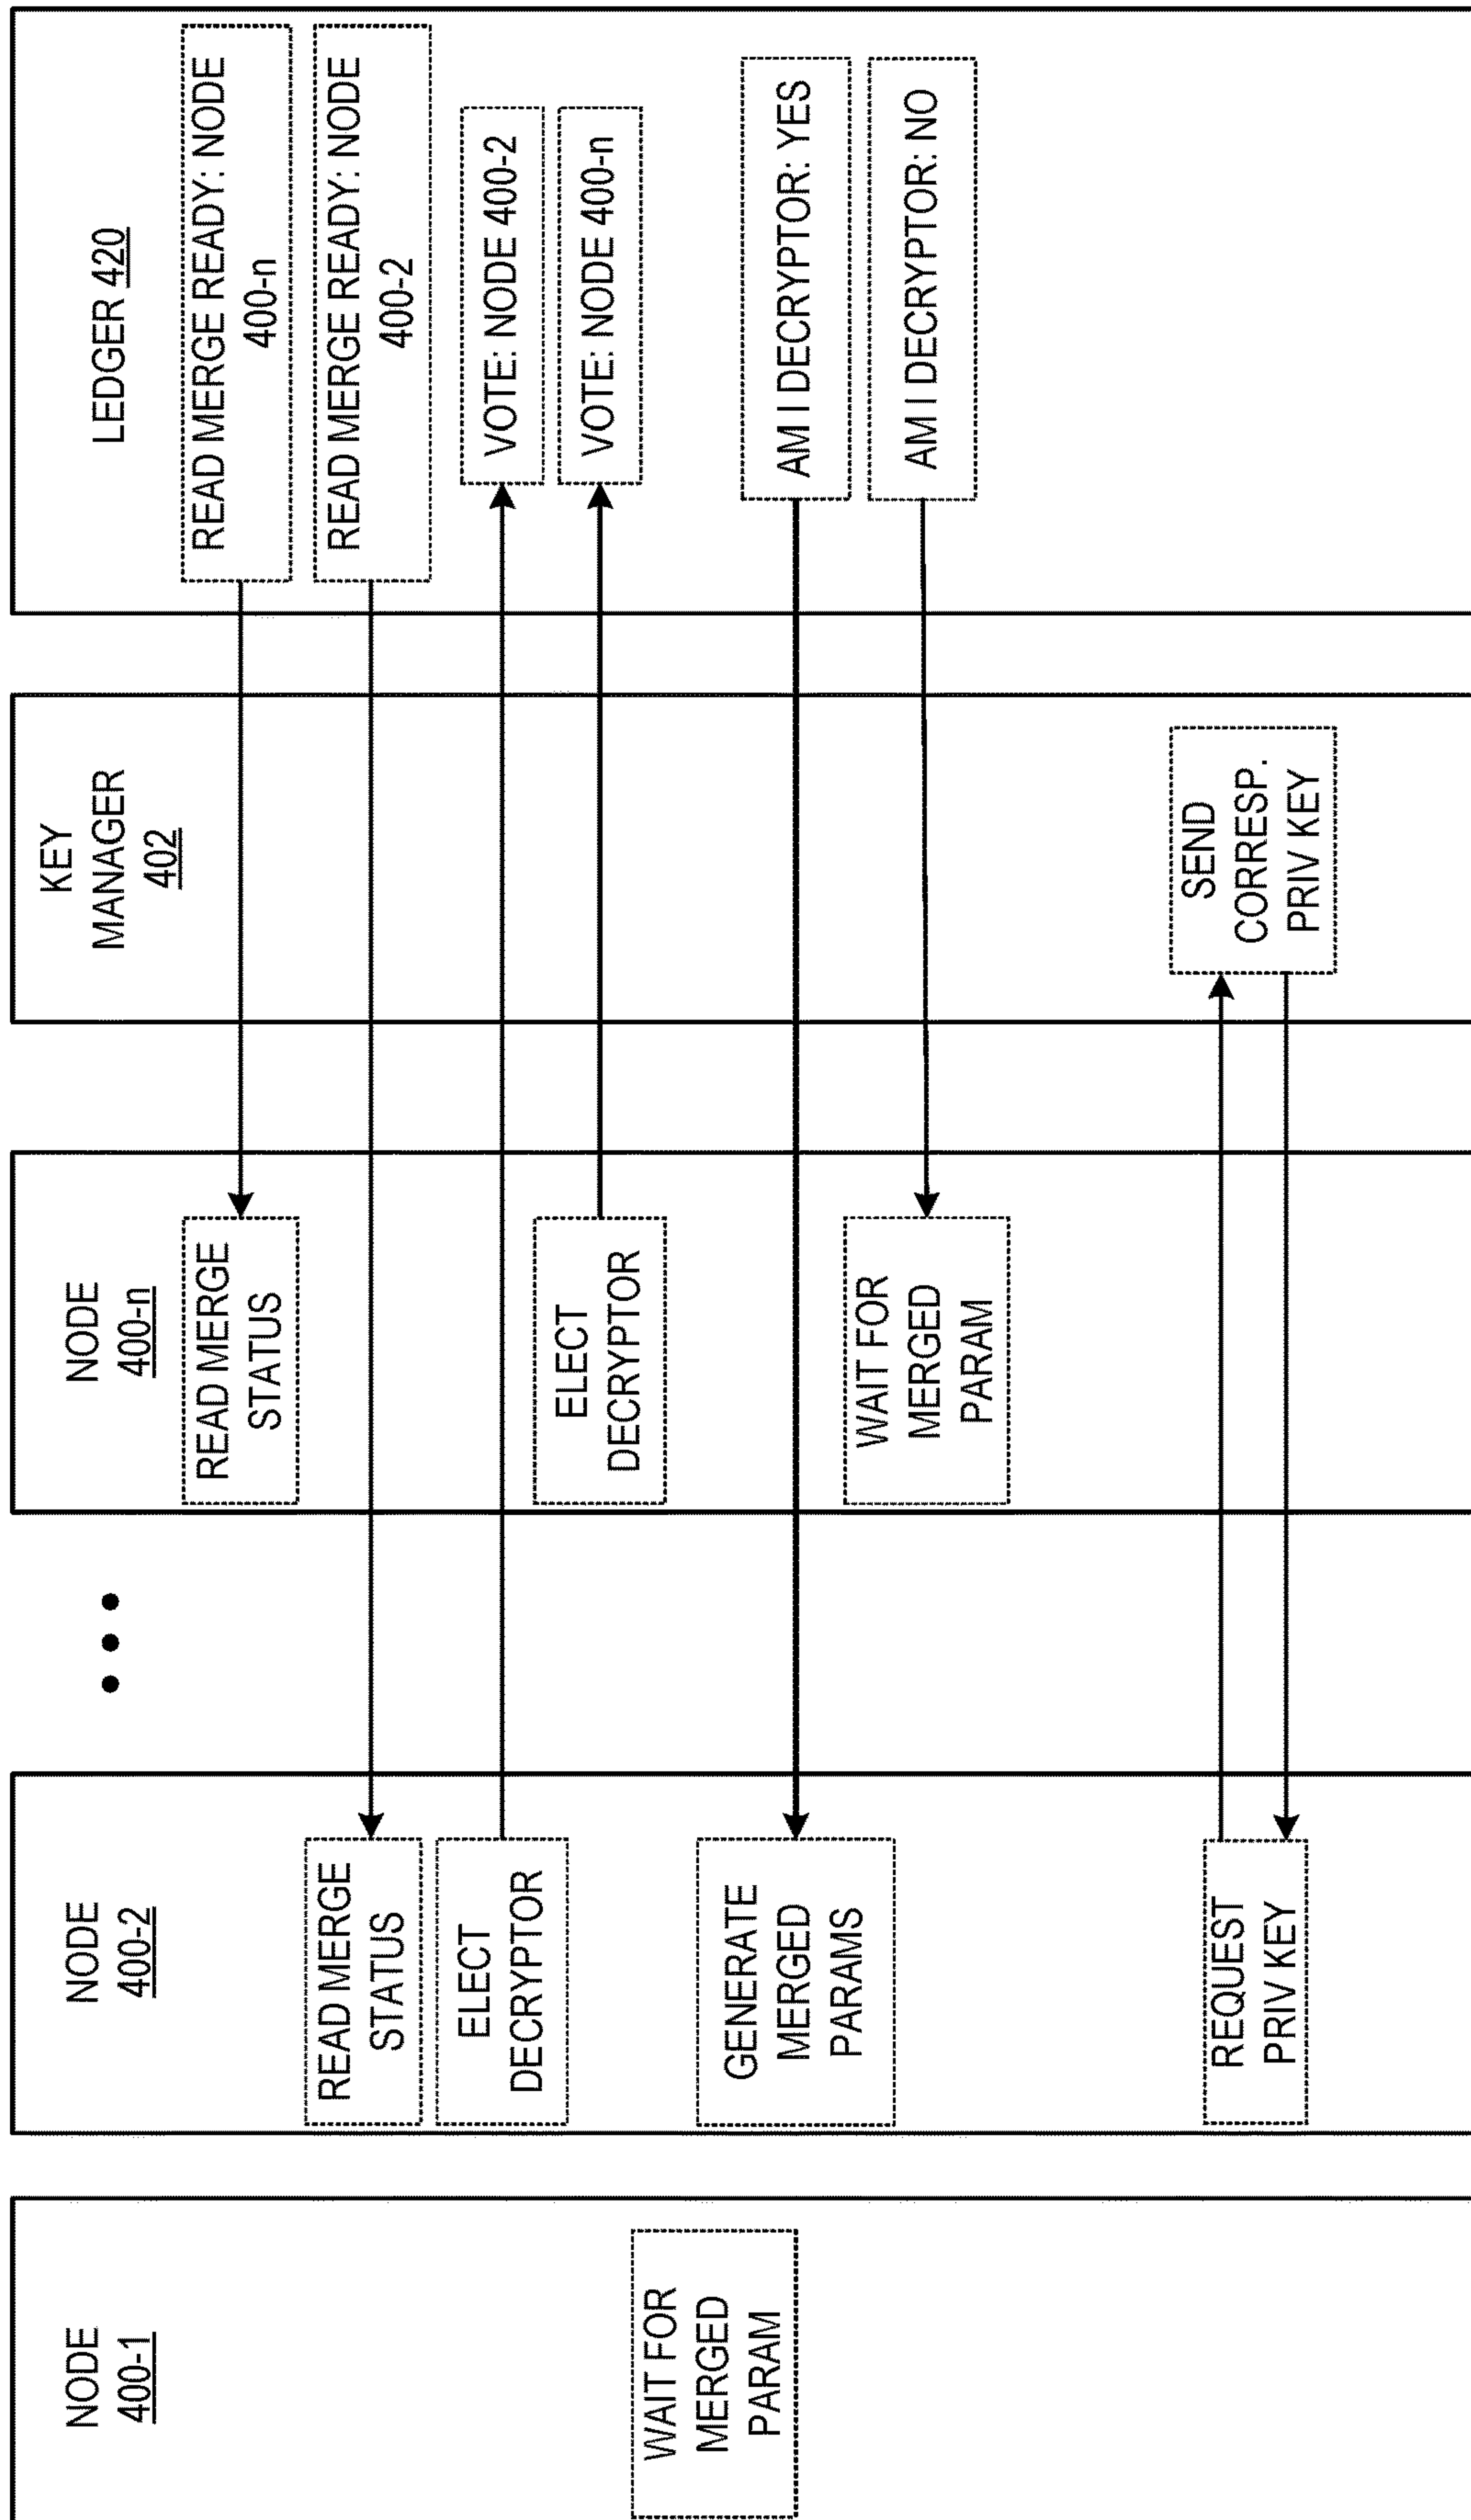 NODE
400-1
WAIT FOR
MERGED
PARAM
NODE
400-2
READ MERGE
STATUS
ELECT
DECRYPTOR
GENERATE
MERGED
PARAMS
REQUEST
PRIV KEY
NODE
400-n
READ MERGE
STATUS
ELECT
DECRYPTOR
WAIT FOR
MERGED
PARAM
KEY
MANAGER
402
SEND
CORRESP.
PRIV KEY
LEDGER 420
READ MERGE READY: NODE
400-n
READ MERGE READY: NODE
400-2
VOTE: NODE 400-2
VOTE: NODE 400-n
AM I DECRYPTOR: YES
AM I DECRYPTOR: NO